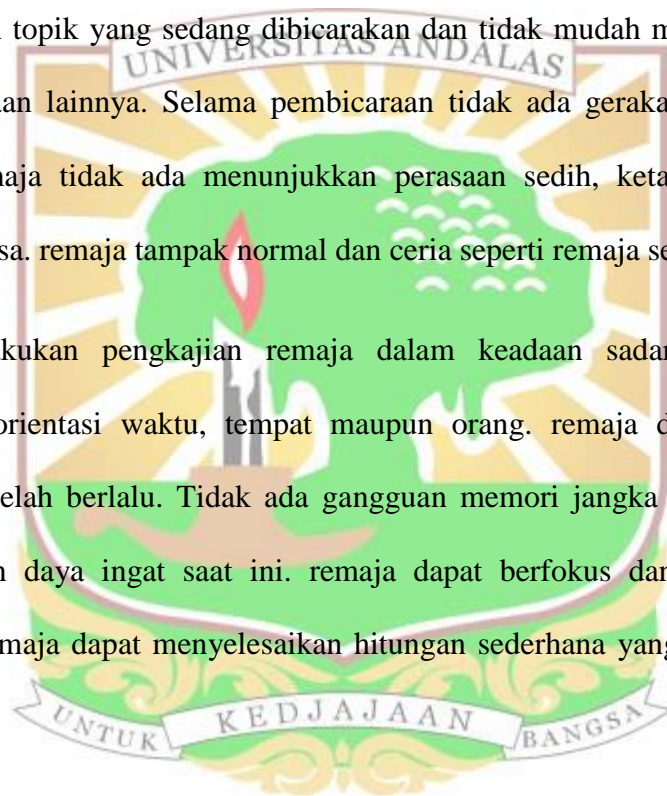 topik yang sedang dibicarakan dan tidak mudah
UNIVERSITAS ANDALAS
an lainnya. Selama pembicaraan tidak ada geraka
aja tidak ada menunjukkan perasaan sedih, keta
sa. remaja tampak normal dan ceria seperti remaja se
kukan pengkajian remaja dalam keadaan sadar
orientasi waktu, tempat maupun orang. remaja d
elah berlalu. Tidak ada gangguan memori jangka
n daya ingat saat ini. remaja dapat berfokus dan
emaja dapat menyelesaikan hitungan sederhana yang
UNTUK KEDJAJAAN BANGSA